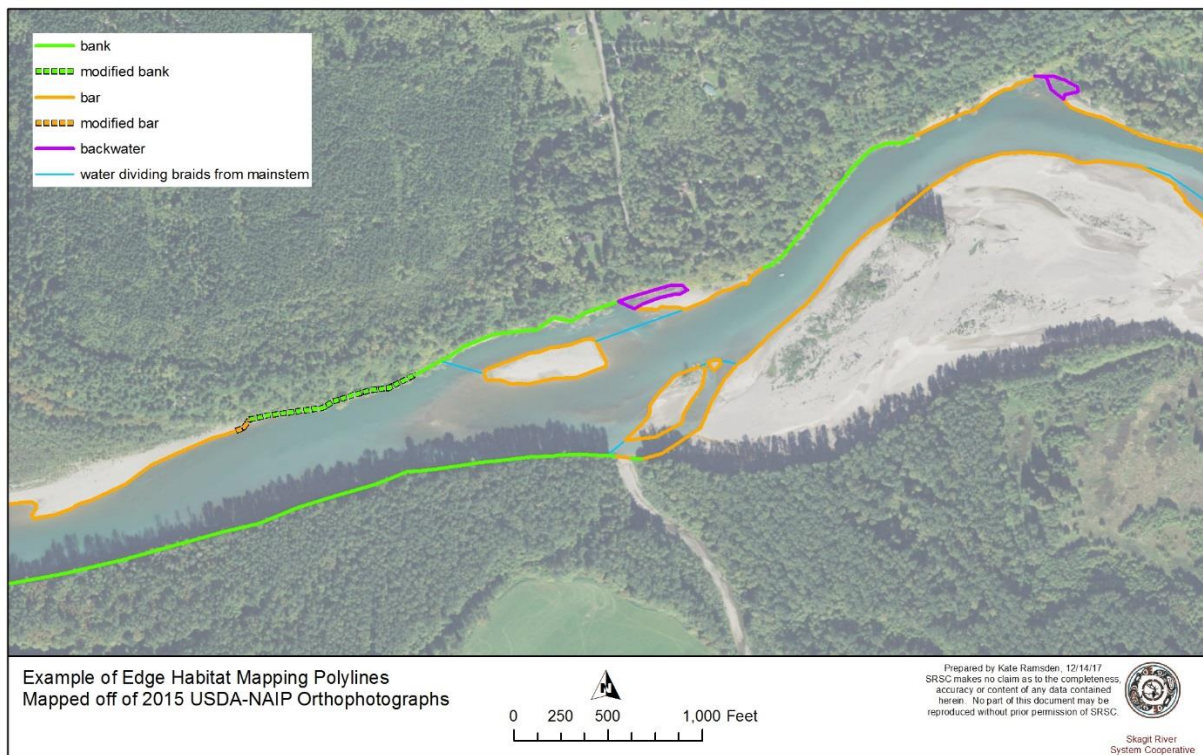 bank
modified bank
bar
modified bar
backwater
water dividing braids from mainstem
Example of Edge Habitat Mapping Polylines
Mapped off of 2015 USDA-NAIP Orthophotographs
N
0 250 500 1,000 Feet
Prepared by Kate Ramsden, 12/14/17
SRSC makes no claim as to the completeness,
accuracy or content of any data contained
herein. No part of this document may be
reproduced without prior permission of SRSC.
Skagit River
System Cooperative